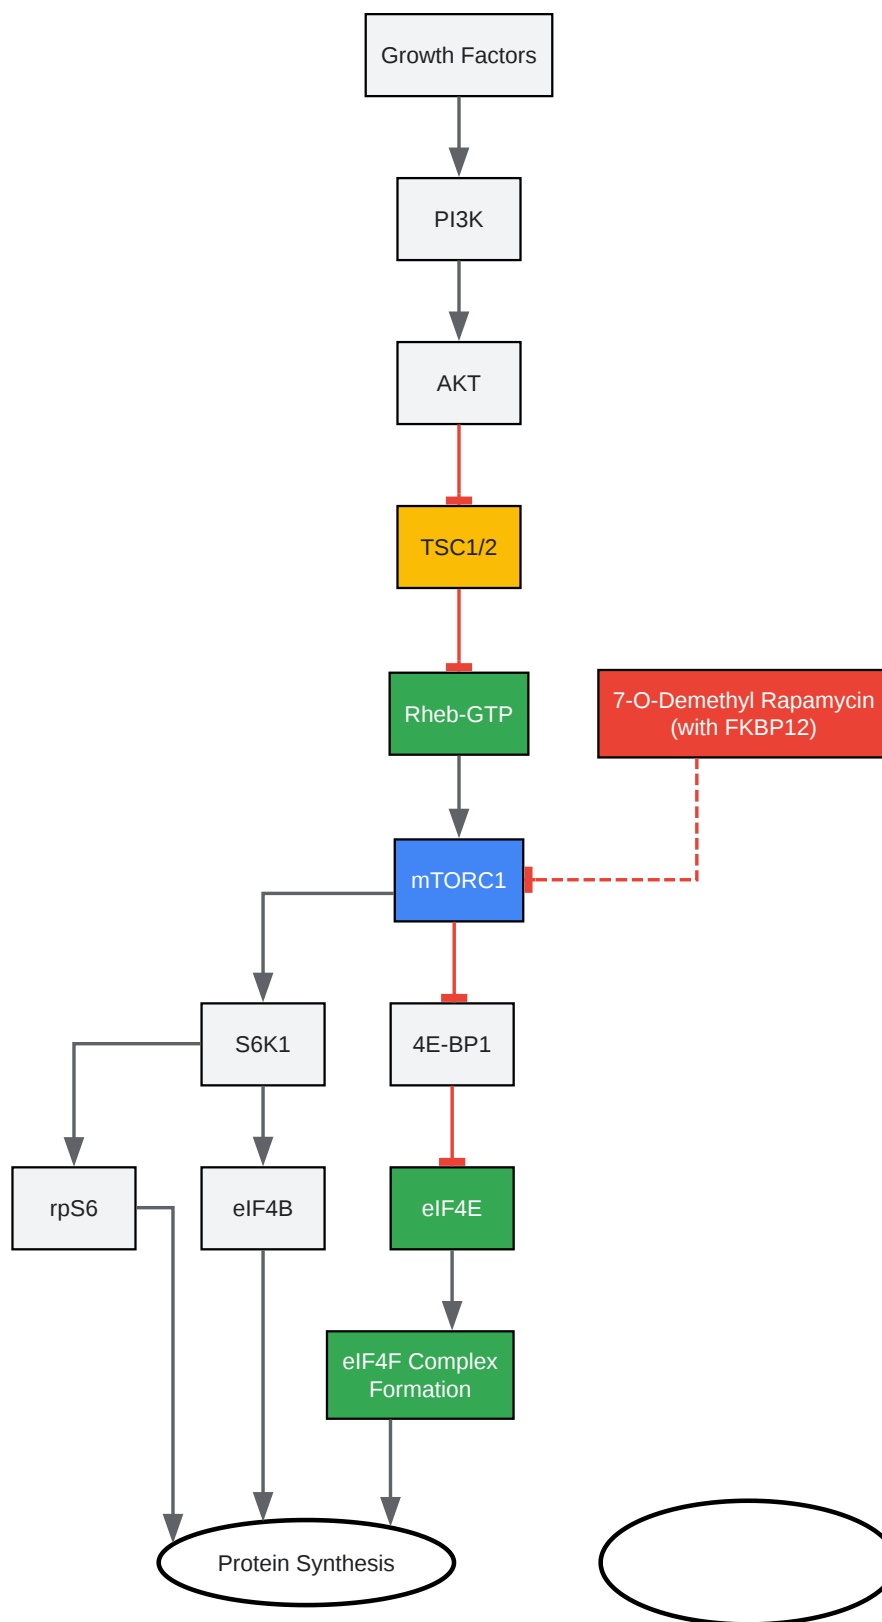 Growth Factors
PI3K
AKT
TSC1/2
Rheb-GTP
7-O-Demethyl Rapamycin
(with FKBP12)
mTORC1
S6K1
4E-BP1
rpS6
eIF4B
eIF4E
eIF4F Complex
Formation
Protein Synthesis